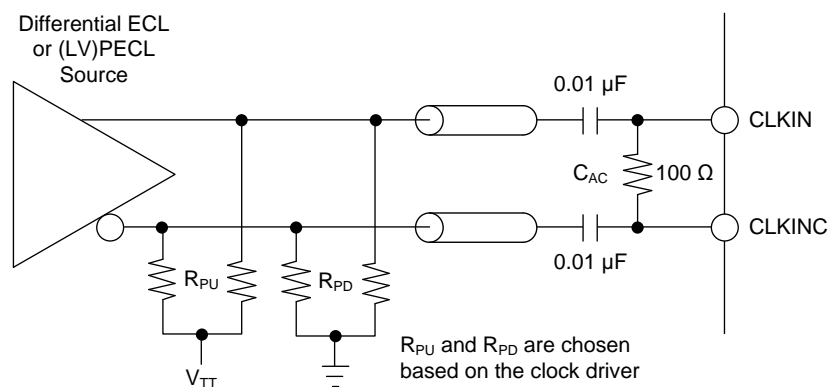 Differential ECL
or (LV)PECL
Source
0.01 µF
CLKIN
C_AC
100 Ω
CLKINC
0.01 µF
R_PU
R_PD
V_TT
R_PU and R_PD are chosen
based on the clock driver